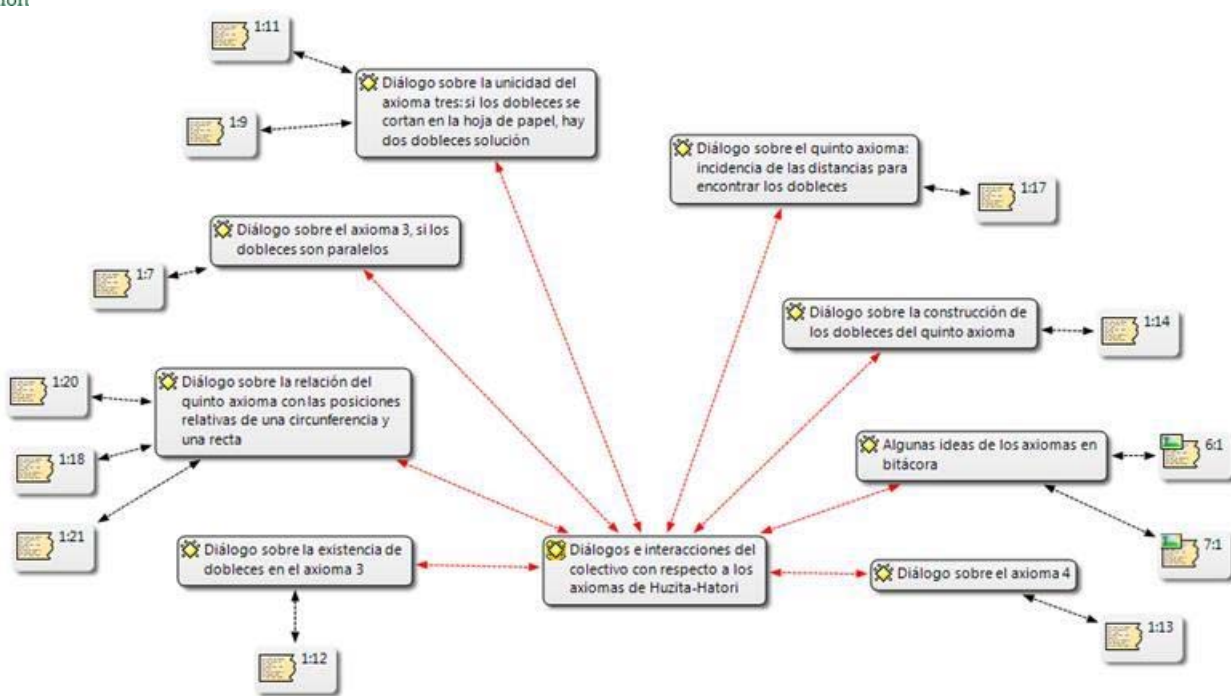 1:11
Diálogo sobre la unicidad del
axioma tres: si los dobleces se
cortan en la hoja de papel, hay
dos dobleces solución
1:9
Diálogo sobre el quinto axioma:
incidencia de las distancias para
encontrar los dobleces
1:17
Diálogo sobre el axioma 3, si los
dobleces son paralelos
1:7
Diálogo sobre la construcción de
los dobleces del quinto axioma
1:14
1:20
Diálogo sobre la relación del
quinto axioma con las posiciones
relativas de una circunferencia y
una recta
1:18
1:21
Algunas ideas de los axiomas en
bitácora
6:1
7:1
Diálogo sobre la existencia de
dobleces en el axioma 3
1:12
Diálogos e interacciones del
colectivo con respecto a los
axiomas de Huzita-Hatori
Diálogo sobre el axioma 4
1:13